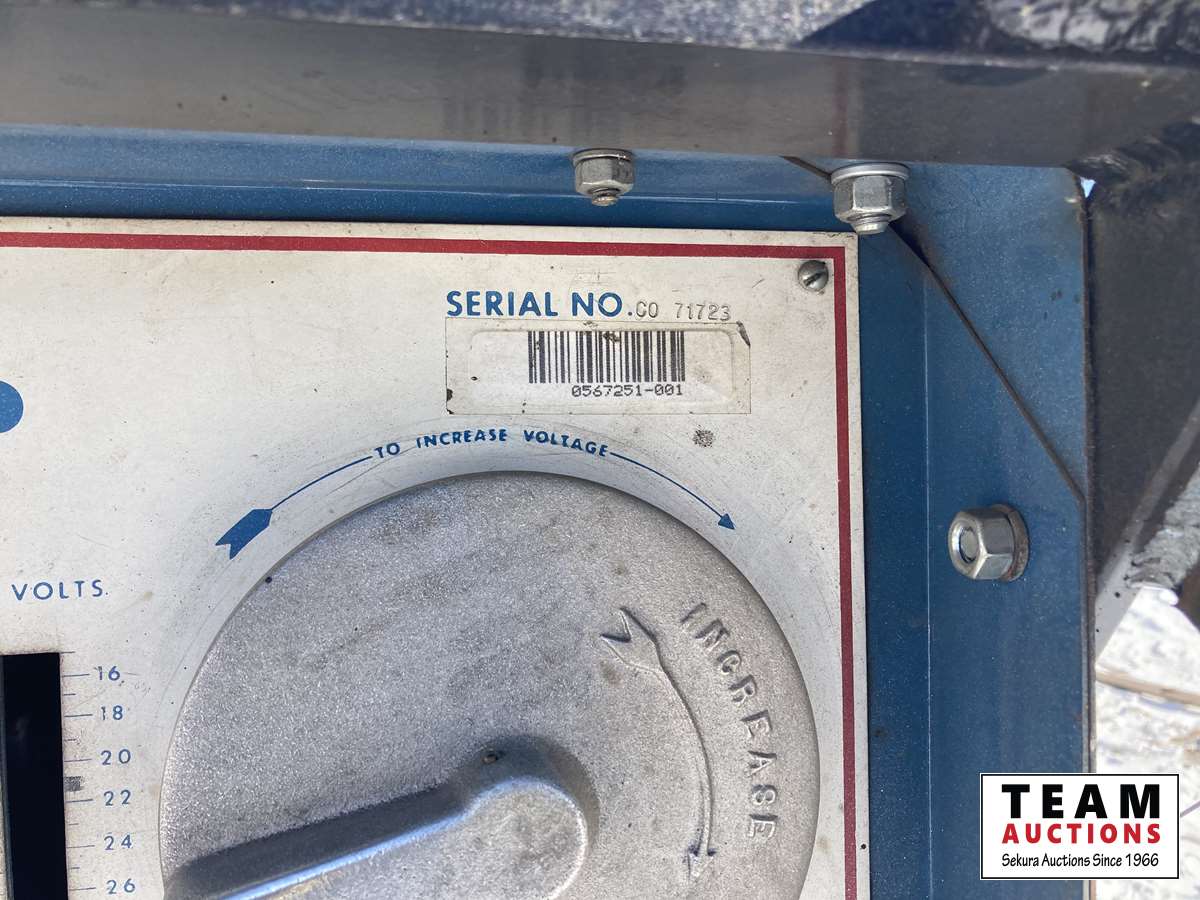 SERIAL NO. CO 71723
0567251-001
TO INCREASE VOLTAGE
VOLTS.
INCREASE
16
18
20
22
24
26
TEAM
AUCTIONS
Sekura Auctions Since 1966